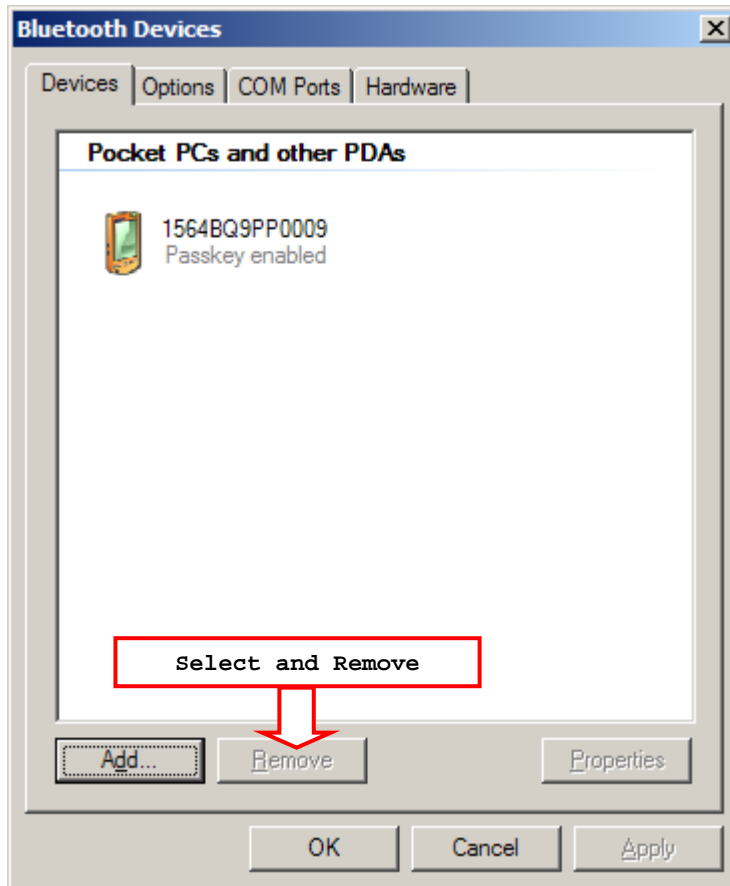 Bluetooth Devices
Devices Options COM Ports Hardware
Pocket PCs and other PDAs
1564BQ9PP0009
Passkey enabled
Select and Remove
Add... Remove Properties
OK Cancel Apply